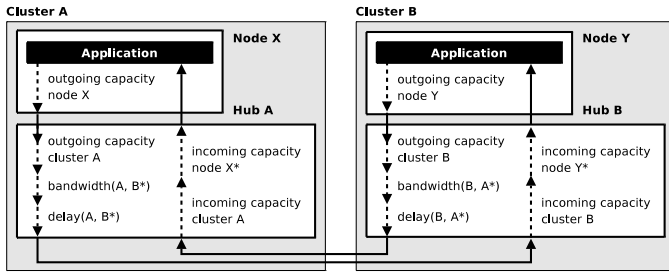 Cluster A
Node X
Application
outgoing capacity
node X
Hub A
outgoing capacity
cluster A
bandwidth(A, B*)
delay(A, B*)
incoming capacity
node X*
incoming capacity
cluster A
Cluster B
Node Y
Application
outgoing capacity
node Y
Hub B
outgoing capacity
cluster B
bandwidth(B, A*)
delay(B, A*)
incoming capacity
node Y*
incoming capacity
cluster B